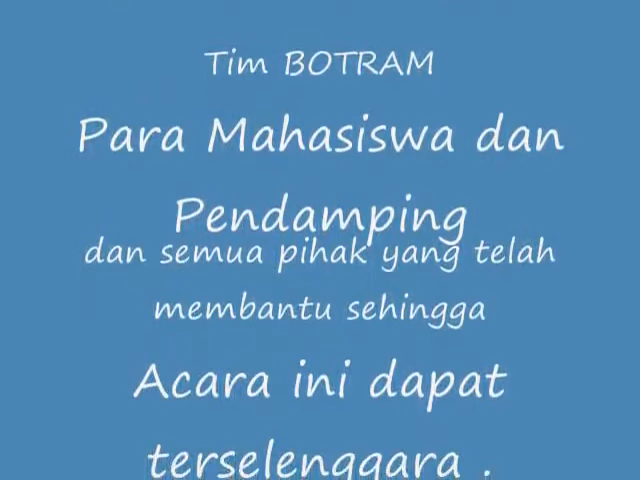 Tim BOTRAM
Para Mahasiswa dan
Pendamping
dan semua pihak yang telah
membantu sehingga
Acara ini dapat
terselenggara .